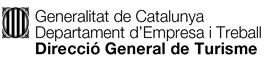 Generalitat de Catalunya
Departament d'Empresa i Treball
Direcció General de Turisme